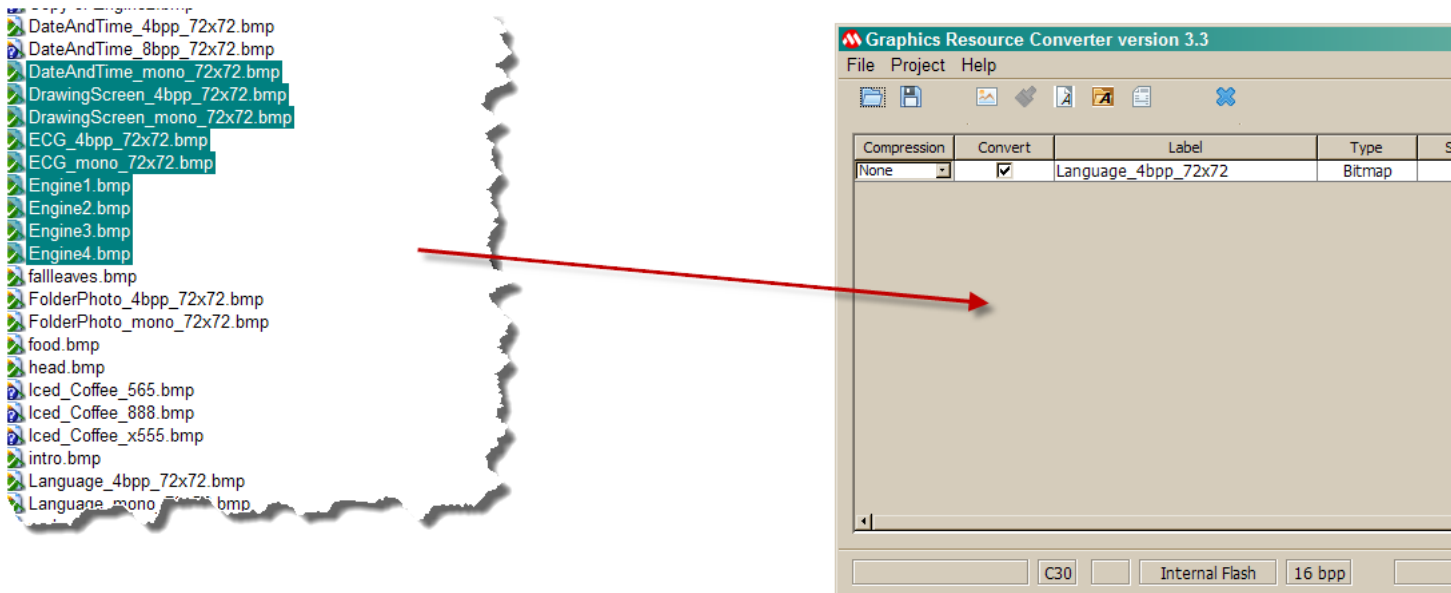 DateAndTime_4bpp_72x72.bmp
DateAndTime_8bpp_72x72.bmp
DateAndTime_mono_72x72.bmp
DrawingScreen_4bpp_72x72.bmp
DrawingScreen_mono_72x72.bmp
ECG_4bpp_72x72.bmp
ECG_mono_72x72.bmp
Engine1.bmp
Engine2.bmp
Engine3.bmp
Engine4.bmp
fallleaves.bmp
FolderPhoto_4bpp_72x72.bmp
FolderPhoto_mono_72x72.bmp
food.bmp
head.bmp
Iced_Coffee_565.bmp
Iced_Coffee_888.bmp
Iced_Coffee_x555.bmp
intro.bmp
Language_4bpp_72x72.bmp
Language_mono_72x72.bmp
Graphics Resource Converter version 3.3
File Project Help
Compression Convert Label Type S
None Language_4bpp_72x72 Bitmap
C30 Internal Flash 16 bpp